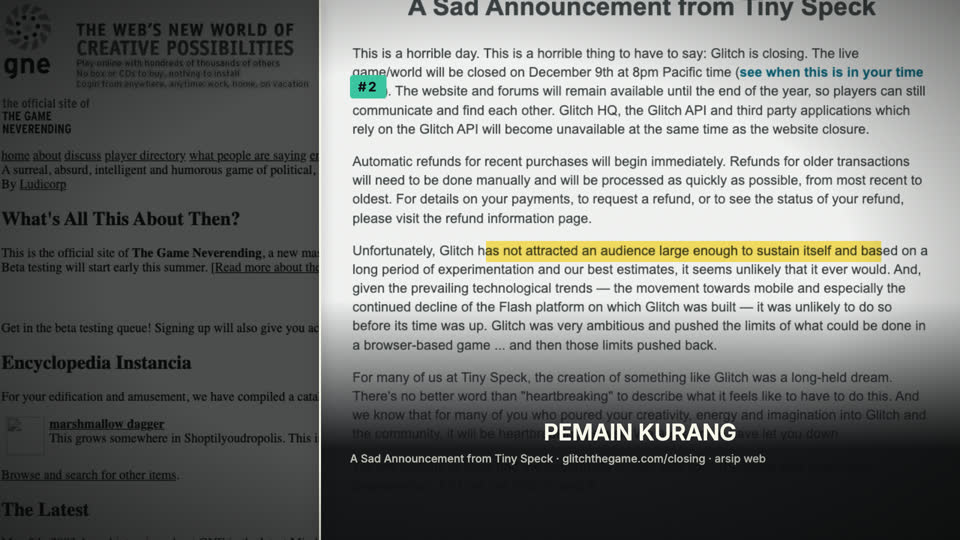 gne
THE WEB'S NEW WORLD OF
CREATIVE POSSIBILITIES
Play online with hundreds of thousands of others
No box or CDs to buy, nothing to install
Login from anywhere, anytime: work, home, on vacation
the official site of
THE GAME
NEVERENDING
home about discuss player directory what people are saying
A surreal, absurd, intelligent and humorous game of political,
By Ludicorp
What's All This About Then?
This is the official site of The Game Neverending, a new
Beta testing will start early this summer. [Read more about
Get in the beta testing queue! Signing up will also give you
Encyclopedia Instancia
For your edification and amusement, we have compiled a
marshmallow dagger
This grows somewhere in Shoptilyoudropolis. This
Browse and search for other items.
The Latest
A Sad Announcement from Tiny Speck
This is a horrible day. This is a horrible thing to have to say: Glitch is closing. The live
game/world will be closed on December 9th at 8pm Pacific time (see when this is in your time
#2
). The website and forums will remain available until the end of the year, so players can still
communicate and find each other. Glitch HQ, the Glitch API and third party applications which
rely on the Glitch API will become unavailable at the same time as the website closure.
Automatic refunds for recent purchases will begin immediately. Refunds for older transactions
will need to be done manually and will be processed as quickly as possible, from most recent to
oldest. For details on your payments, to request a refund, or to see the status of your refund,
please visit the refund information page.
Unfortunately, Glitch has not attracted an audience large enough to sustain itself and based on a
long period of experimentation and our best estimates, it seems unlikely that it ever would. And,
given the prevailing technological trends — the movement towards mobile and especially the
continued decline of the Flash platform on which Glitch was built — it was unlikely to do so
before its time was up. Glitch was very ambitious and pushed the limits of what could be done in
a browser-based game ... and then those limits pushed back.
For many of us at Tiny Speck, the creation of something like Glitch was a long-held dream.
There's no better word than "heartbreaking" to describe what it feels like to have to do this. And
we know that for many of you who poured your creativity, energy and imagination into Glitch and
the community, it will be have let you down.
PEMAIN KURANG
A Sad Announcement from Tiny Speck · glitchthegame.com/closing · arsip web